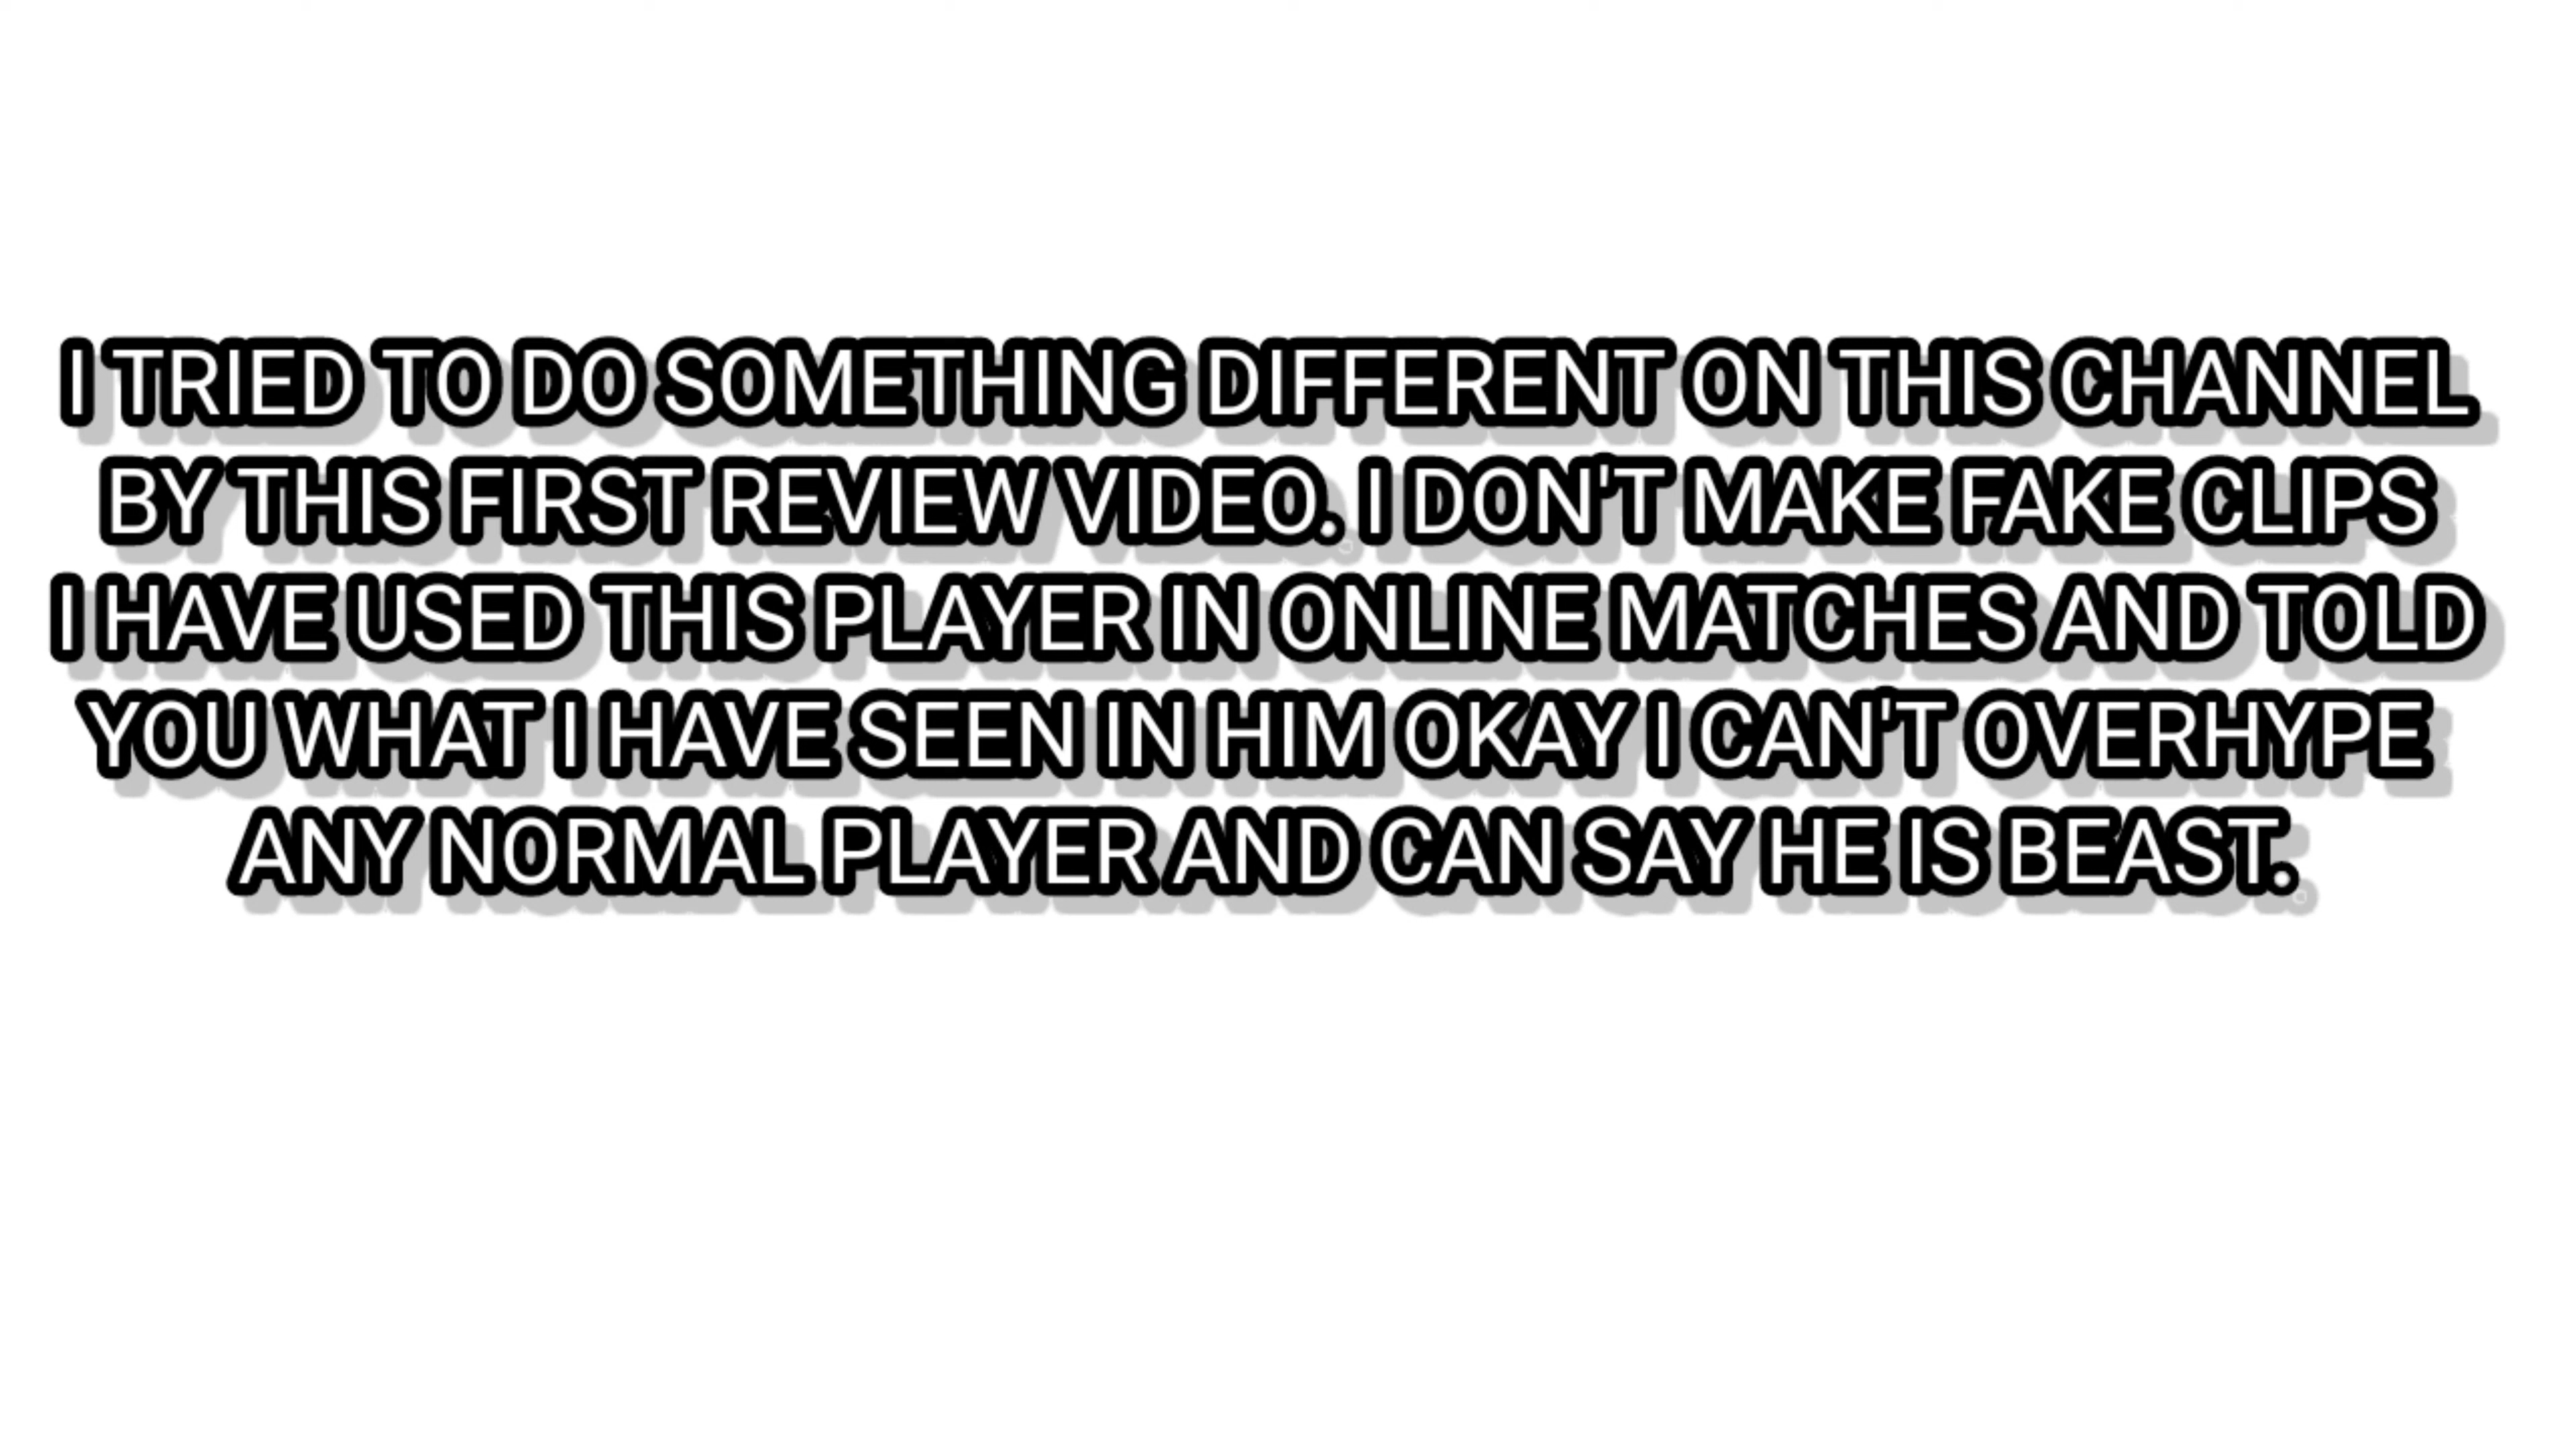 I TRIED TO DO SOMETHING DIFFERENT ON THIS CHANNEL
BY THIS FIRST REVIEW VIDEO. I DON'T MAKE FAKE CLIPS
I HAVE USED THIS PLAYER IN ONLINE MATCHES AND TOLD
YOU WHAT I HAVE SEEN IN HIM OKAY I CAN'T OVERHYPE
ANY NORMAL PLAYER AND CAN SAY HE IS BEAST.